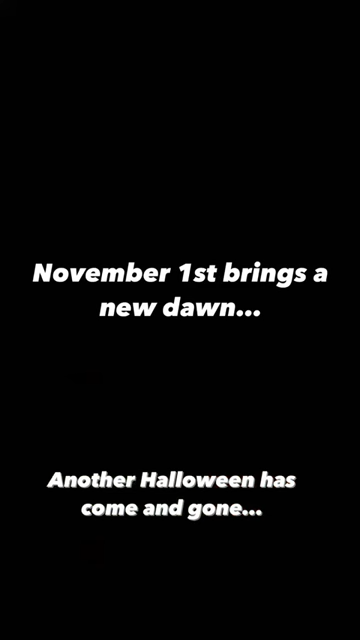 November 1st brings a
new dawn...
Another Halloween has
come and gone...